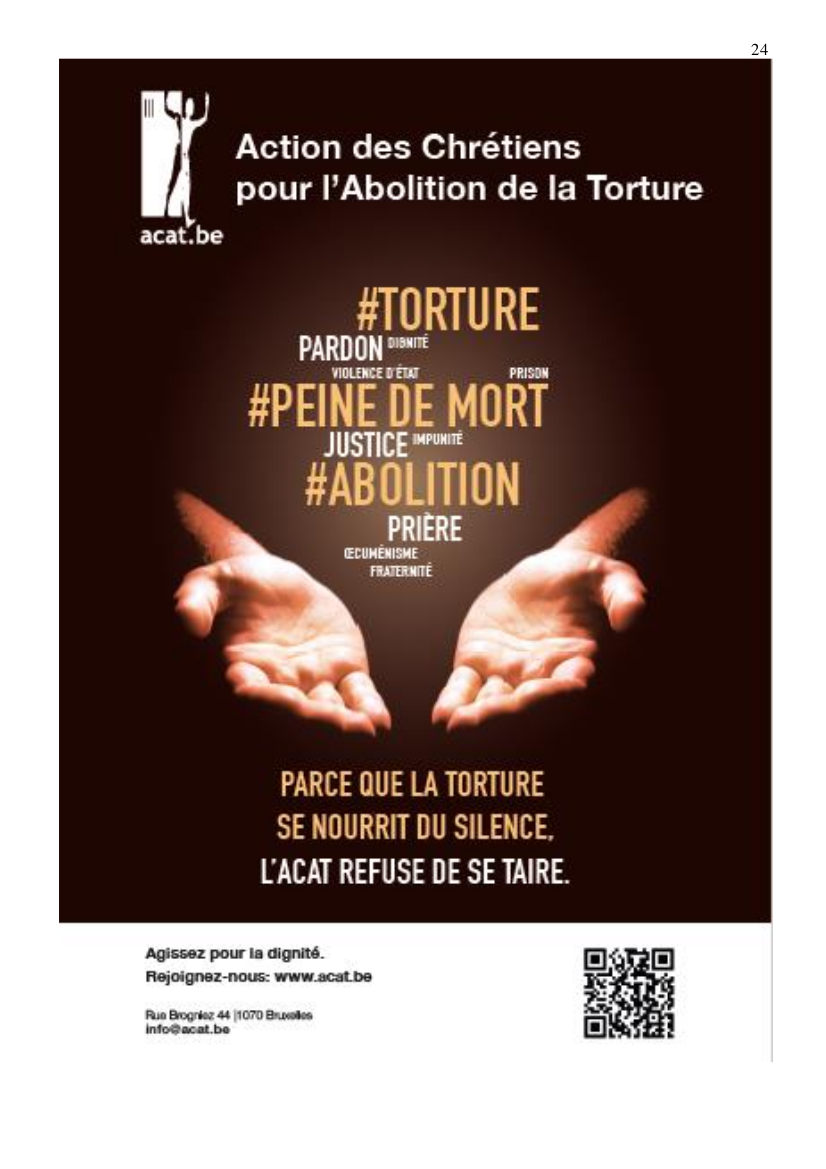 24
Action des Chrétiens
pour l'Abolition de la Torture
acat.be
#TORTURE
PARDON DIGNITÉ
VIOLENCE D'ÉTAT PRISON
#PEINE DE MORT
JUSTICE IMPUNITÉ
#ABOLITION
PRIÈRE
ŒCUMÉNISME
FRATERNITÉ
PARCE QUE LA TORTURE
SE NOURRIT DU SILENCE,
L'ACAT REFUSE DE SE TAIRE.
Agissez pour la dignité.
Rejoignez-nous: www.acat.be
Rue Brogniez 44 |1070 Bruxelles
info@acat.be